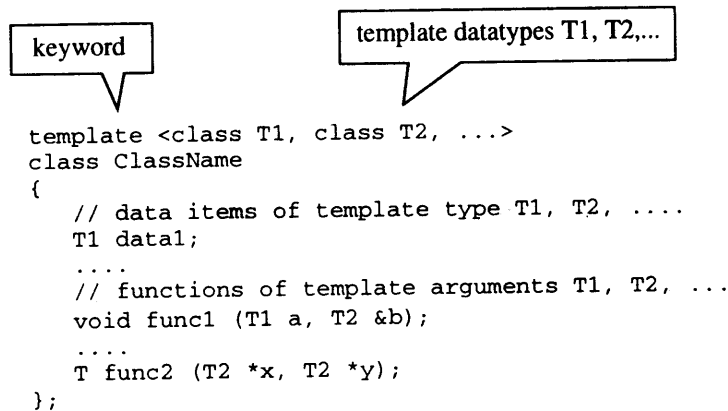 keyword
template datatypes T1, T2,...
template <class T1, class T2, ...>
class ClassName
{
// data items of template type T1, T2, ....
T1 data1;
....
// functions of template arguments T1, T2, ...
void func1 (T1 a, T2 &b);
....
T func2 (T2 *x, T2 *y);
};